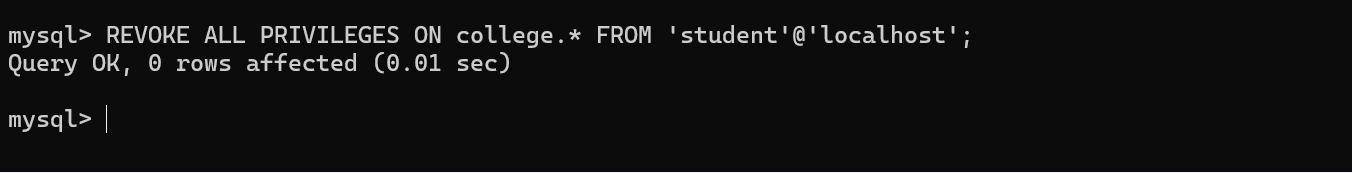 mysql> REVOKE ALL PRIVILEGES ON college.* FROM 'student'@'localhost';
Query OK, 0 rows affected (0.01 sec)
mysql>